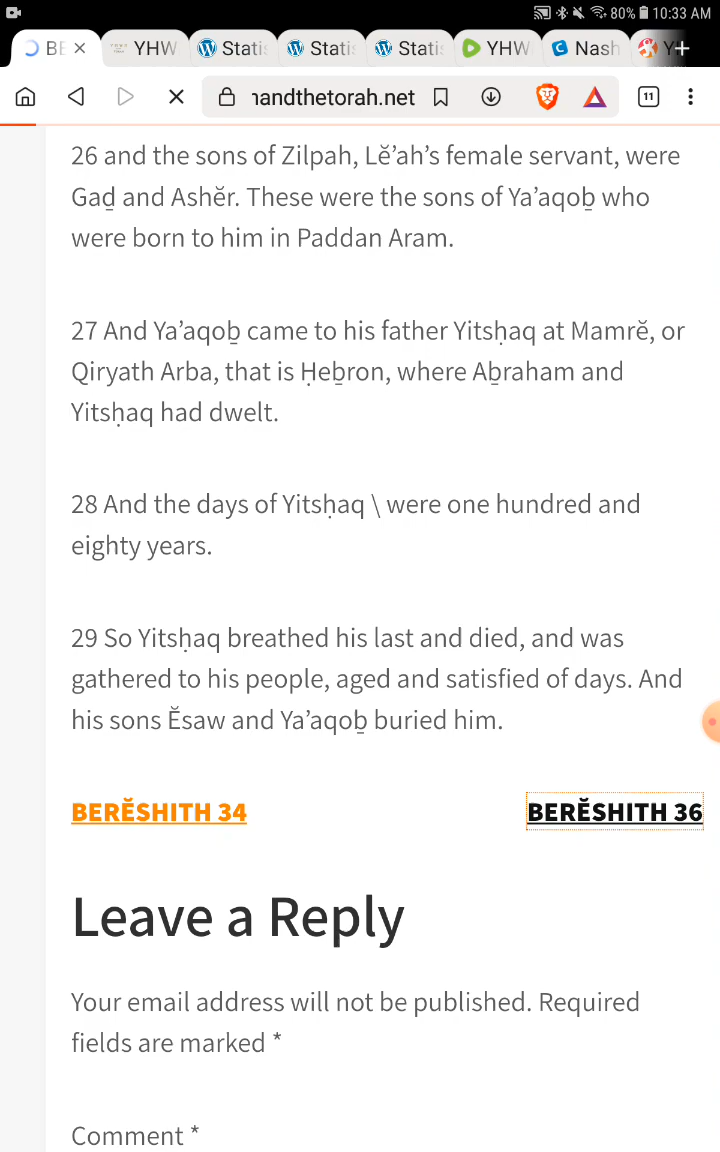 80% 10:33 AM
BE YHW Statis Statis Statis YHW Nash Y
handthetorah.net 11
26 and the sons of Zilpah, Lĕ’ah’s female servant, were
Gaḏ and Ashĕr. These were the sons of Ya’aqoḇ who
were born to him in Paddan Aram.
27 And Ya’aqoḇ came to his father Yitsḥaq at Mamrĕ, or
Qiryath Arba, that is Ḥeḇron, where Aḇraham and
Yitsḥaq had dwelt.
28 And the days of Yitsḥaq \ were one hundred and
eighty years.
29 So Yitsḥaq breathed his last and died, and was
gathered to his people, aged and satisfied of days. And
his sons Ĕsaw and Ya’aqoḇ buried him.
BERĔSHITH 34 BERĔSHITH 36
Leave a Reply
Your email address will not be published. Required
fields are marked *
Comment *